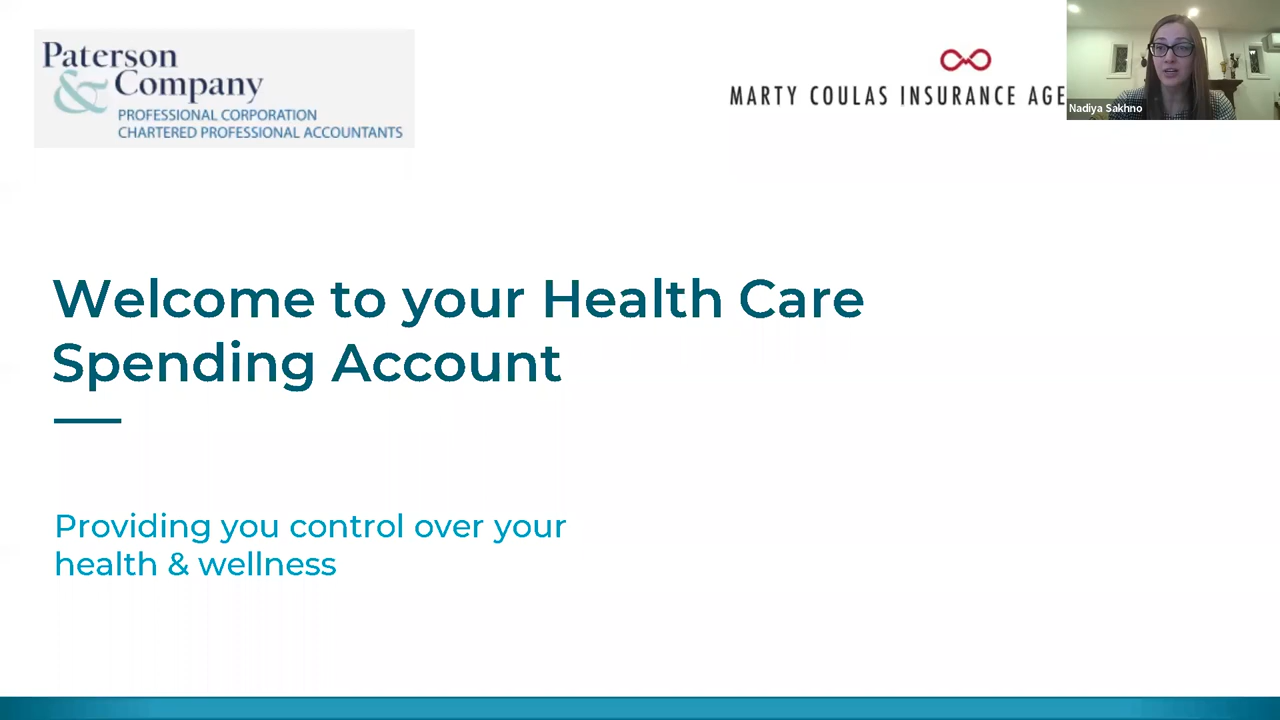 Paterson
& Company
PROFESSIONAL CORPORATION
CHARTERED PROFESSIONAL ACCOUNTANTS
MARTY COULAS INSURANCE AGE
Nadiya Sakhno
Welcome to your Health Care
Spending Account
Providing you control over your
health & wellness